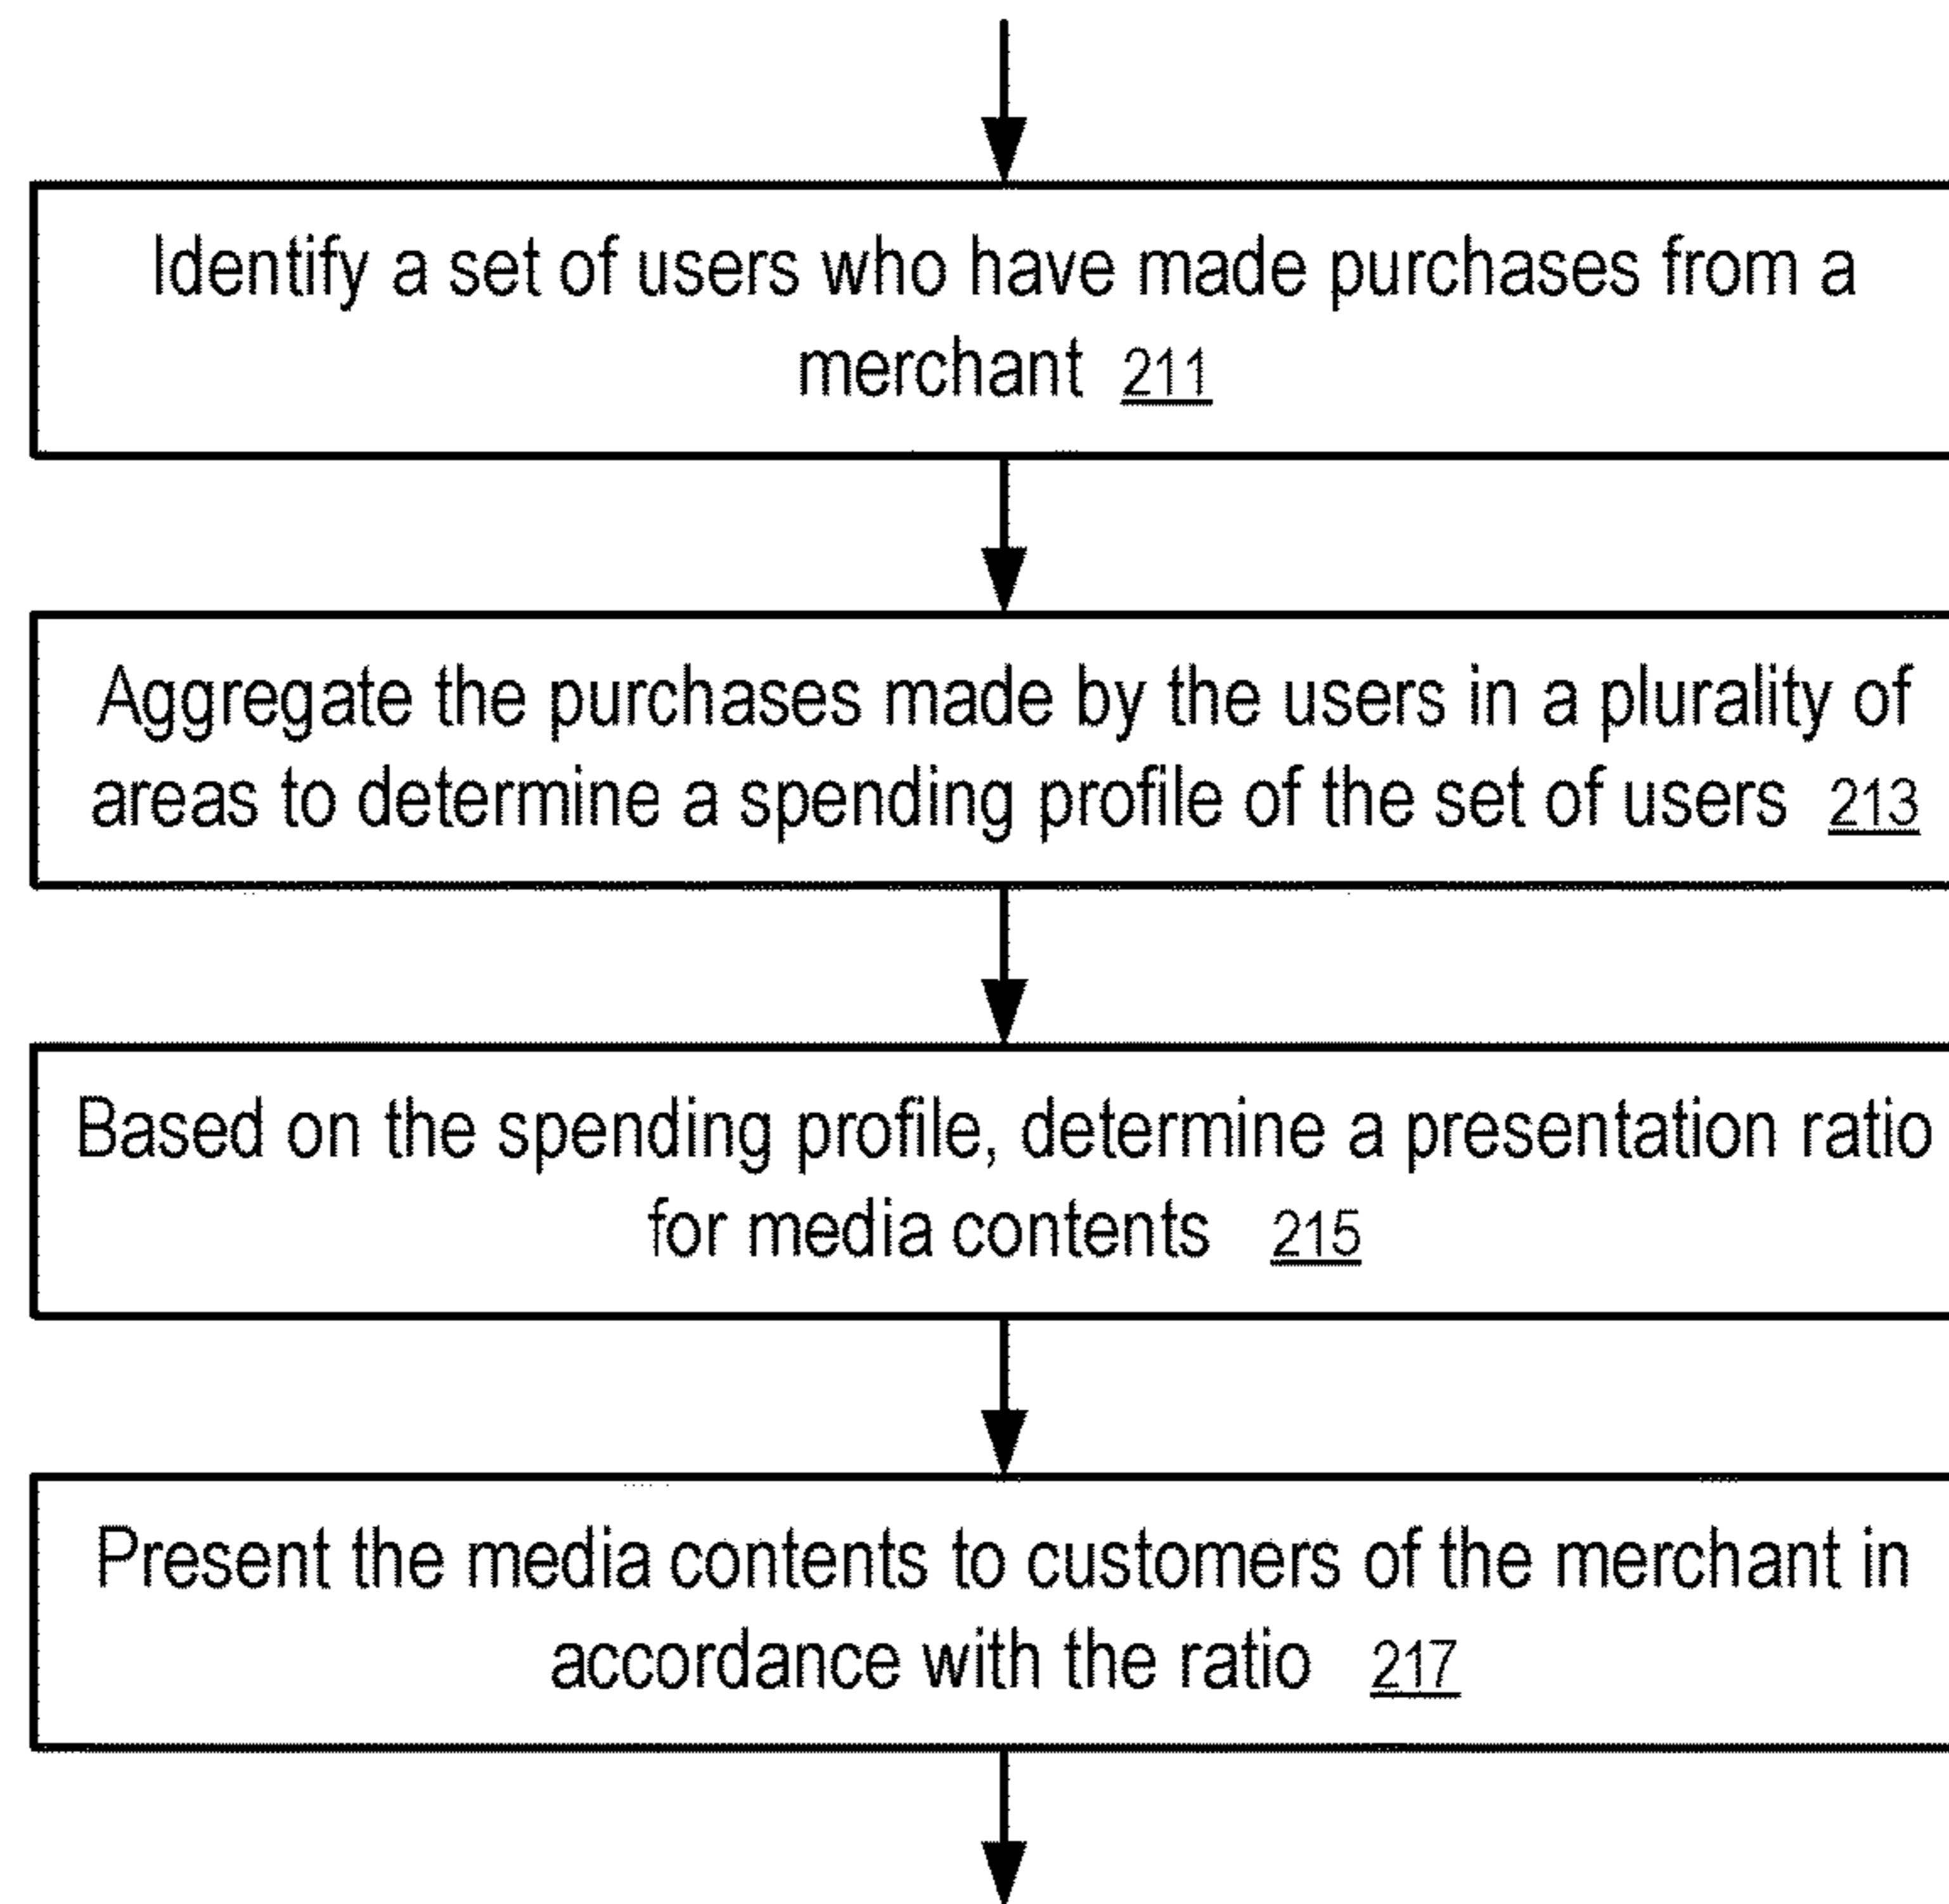 Identify a set of users who have made purchases from a
merchant 211
Aggregate the purchases made by the users in a plurality of
areas to determine a spending profile of the set of users 213
Based on the spending profile, determine a presentation ratio
for media contents 215
Present the media contents to customers of the merchant in
accordance with the ratio 217